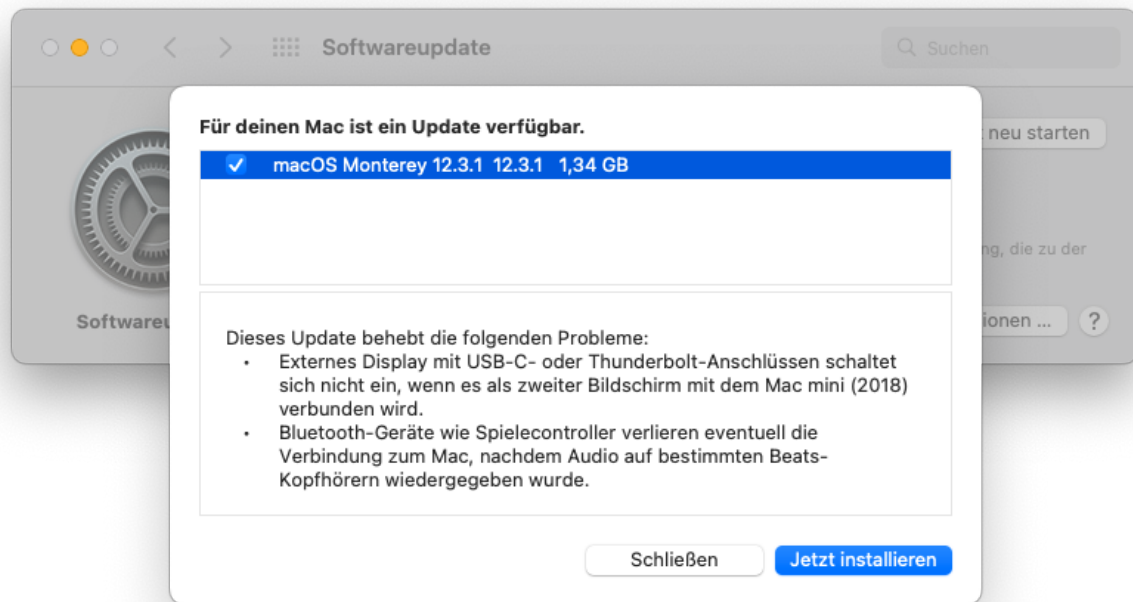 Softwareupdate
Suchen
Für deinen Mac ist ein Update verfügbar.
neu starten
macOS Monterey 12.3.1 12.3.1 1,34 GB
die zu der
Dieses Update behebt die folgenden Probleme:
• Externes Display mit USB-C- oder Thunderbolt-Anschlüssen schaltet
sich nicht ein, wenn es als zweiter Bildschirm mit dem Mac mini (2018)
verbunden wird.
• Bluetooth-Geräte wie Spielecontroller verlieren eventuell die
Verbindung zum Mac, nachdem Audio auf bestimmten Beats-
Kopfhörern wiedergegeben wurde.
?
Schließen
Jetzt installieren